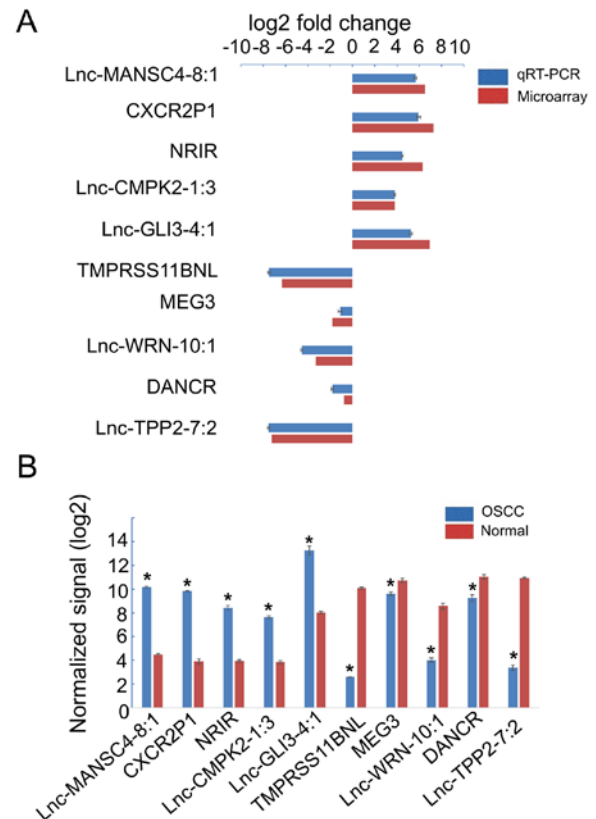 A
log2 fold change
-10 -8 -6 -4 -2 0 2 4 6 8 10
qRT-PCR
Microarray
Lnc-MANSC4-8:1
CXCR2P1
NRIR
Lnc-CMPK2-1:3
Lnc-GLI3-4:1
TMPRSS11BNL
MEG3
Lnc-WRN-10:1
DANCR
Lnc-TPP2-7:2
B
Normalized signal (log2)
OSCC
Normal
14
12
10
8
6
4
2
0
* * * * * * * * * *
Lnc-MANSC4-8:1
CXCR2P1
NRIR
Lnc-CMPK2-1:3
Lnc-GLI3-4:1
TMPRSS11BNL
MEG3
Lnc-WRN-10:1
DANCR
Lnc-TPP2-7:2